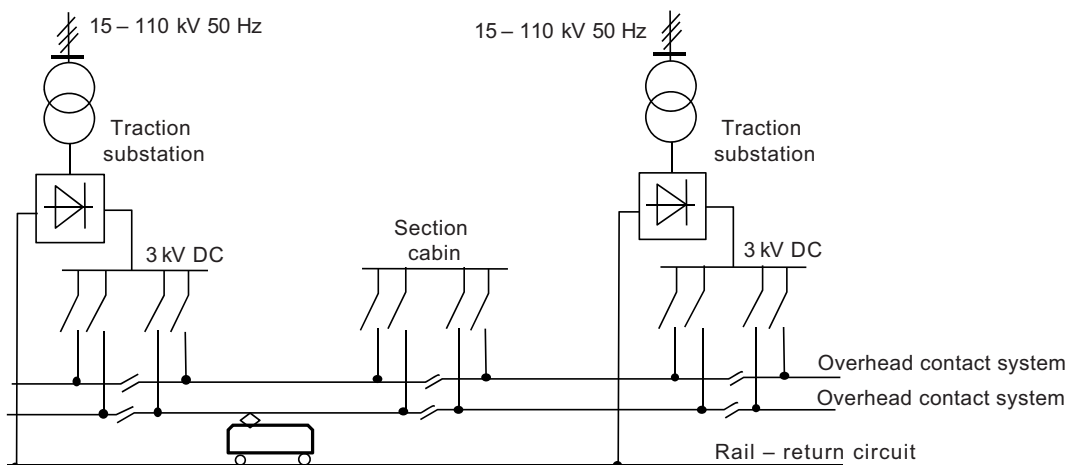 15 – 110 kV 50 Hz
15 – 110 kV 50 Hz
Traction
substation
Traction
substation
Section
cabin
3 kV DC
3 kV DC
Overhead contact system
Overhead contact system
Rail – return circuit